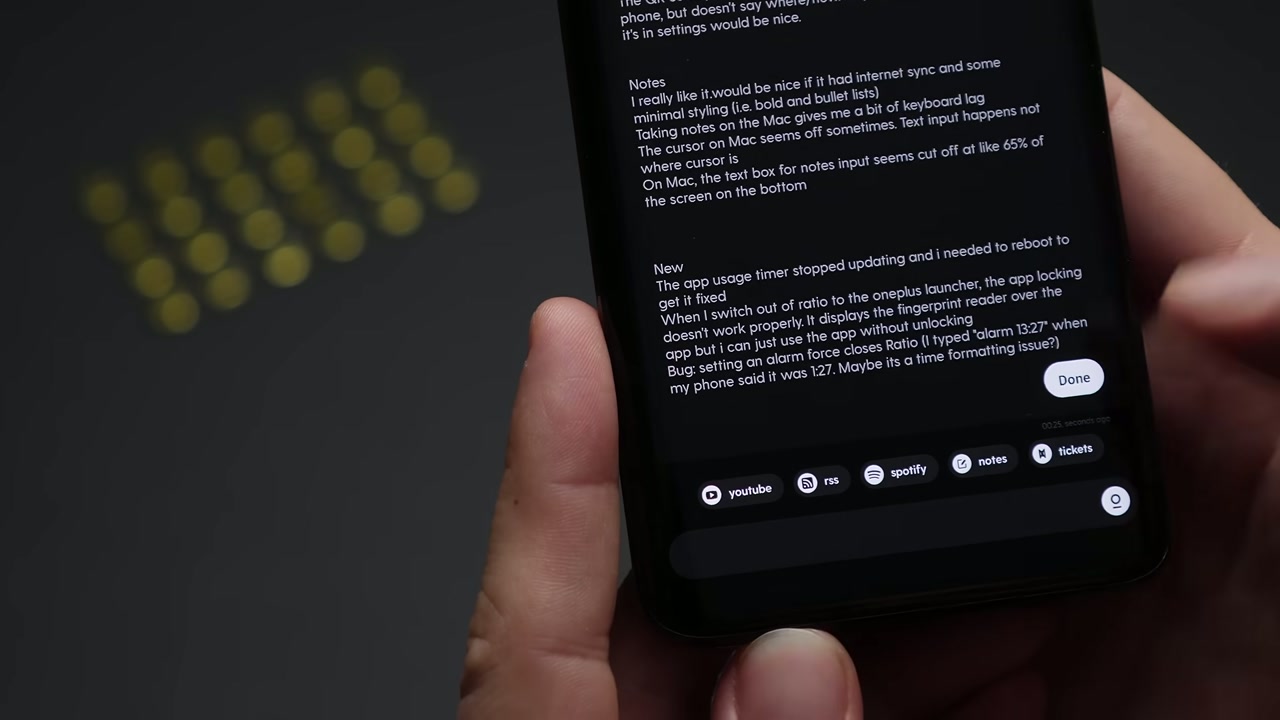 phone, but doesn't say
it's in settings would be nice.
Notes
I really like it.would be nice if it had internet sync and some
minimal styling (i.e. bold and bullet lists)
Taking notes on the Mac gives me a bit of keyboard lag
The cursor on Mac seems off sometimes. Text input happens not
where cursor is
On Mac, the text box for notes input seems cut off at like 65% of
the screen on the bottom
New
The app usage timer stopped updating and i needed to reboot to
get it fixed
When I switch out of ratio to the oneplus launcher, the app locking
doesn't work properly. It displays the fingerprint reader over the
app but i can just use the app without unlocking
Bug: setting an alarm force closes Ratio (I typed "alarm 13:27" when
my phone said it was 1:27. Maybe its a time formatting issue?)
Done
00:25 seconds ago
youtube
rss
spotify
notes
tickets